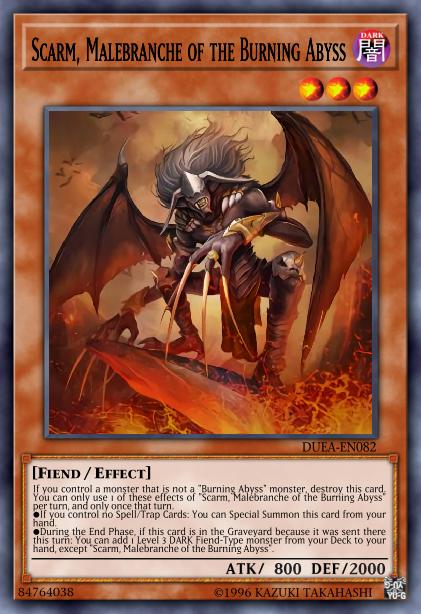 Scarm, Malebranche of the Burning Abyss
DARK
闇
DUEA-EN082
[Fiend / Effect]
If you control a monster that is not a "Burning Abyss" monster, destroy this card.
You can only use 1 of these effects of "Scarm, Malebranche of the Burning Abyss"
per turn, and only once that turn.
●If you control no Spell/Trap Cards: You can Special Summon this card from your
hand.
●During the End Phase, if this card is in the Graveyard because it was sent there
this turn: You can add 1 Level 3 DARK Fiend-Type monster from your Deck to your
hand, except "Scarm, Malebranche of the Burning Abyss".
ATK/ 800 DEF/2000
84764038
©1996 KAZUKI TAKAHASHI